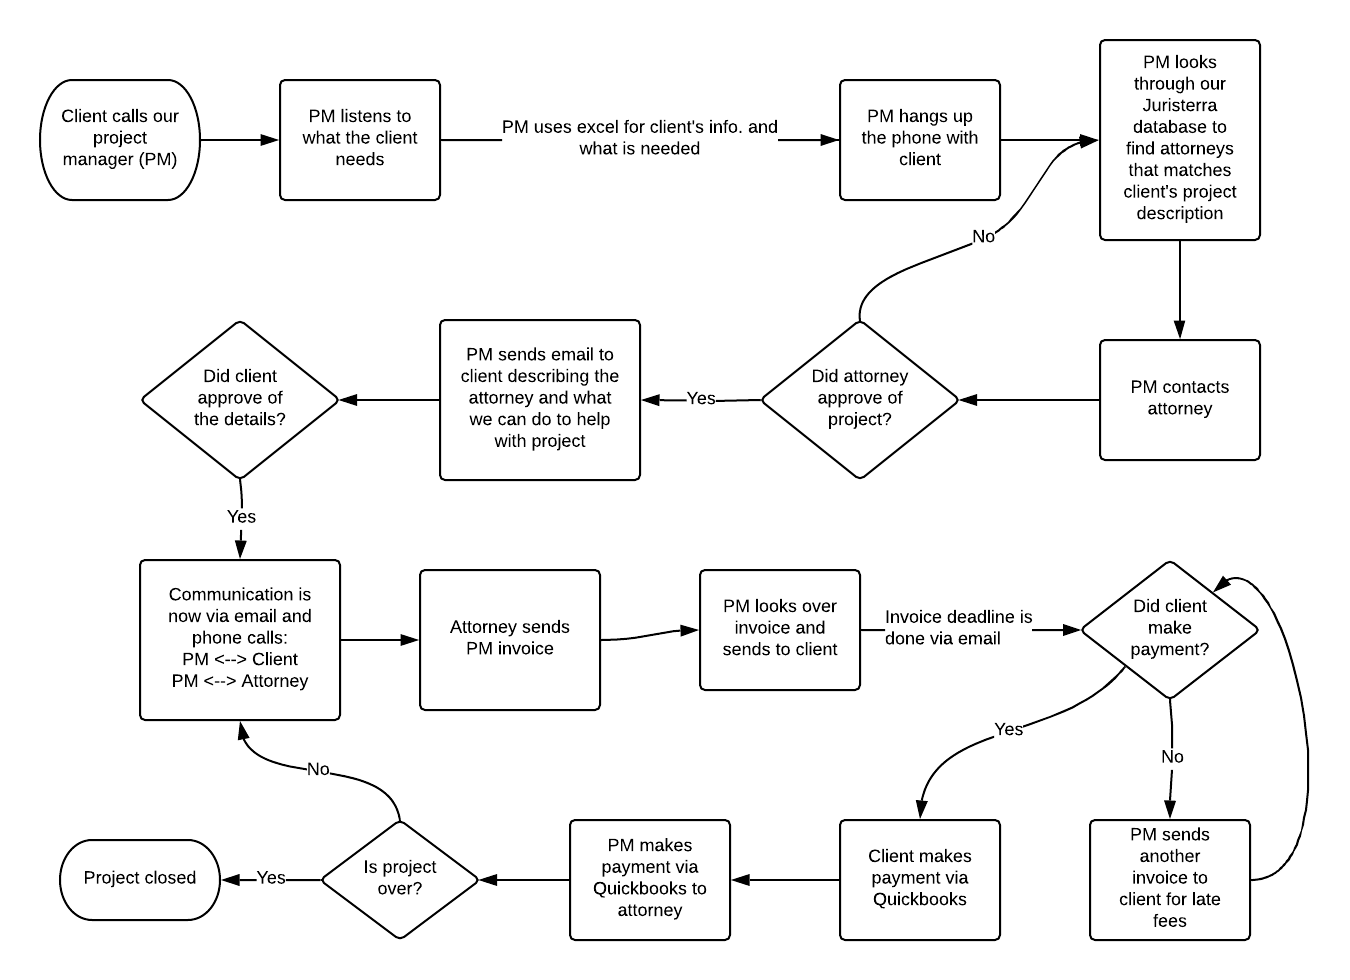 Client calls our
project
manager (PM)
PM listens to
what the client
needs
PM uses excel for client's info. and
what is needed
PM hangs up
the phone with
client
PM looks
through our
Juristerra
database to
find attorneys
that matches
client's project
description
No
PM contacts
attorney
Did attorney
approve of
project?
Yes
PM sends email to
client describing the
attorney and what
we can do to help
with project
Did client
approve of
the details?
Yes
Communication is
now via email and
phone calls:
PM <--> Client
PM <--> Attorney
Attorney sends
PM invoice
PM looks over
invoice and
sends to client
Invoice deadline is
done via email
Did client
make
payment?
Yes
No
PM sends
another
invoice to
client for late
fees
Client makes
payment via
Quickbooks
PM makes
payment via
Quickbooks to
attorney
Is project
over?
No
Yes
Project closed